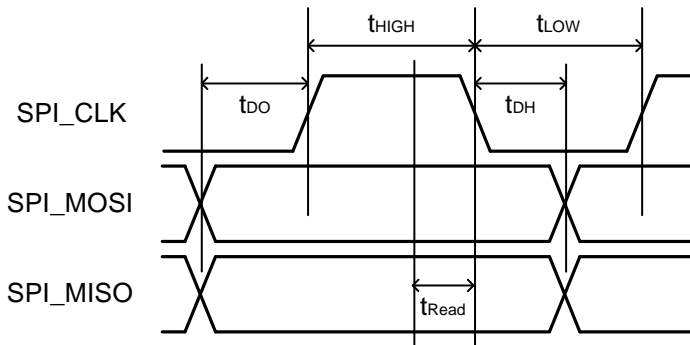 tHIGH
tLOW
tDO
tDH
SPI_CLK
SPI_MOSI
SPI_MISO
tRead